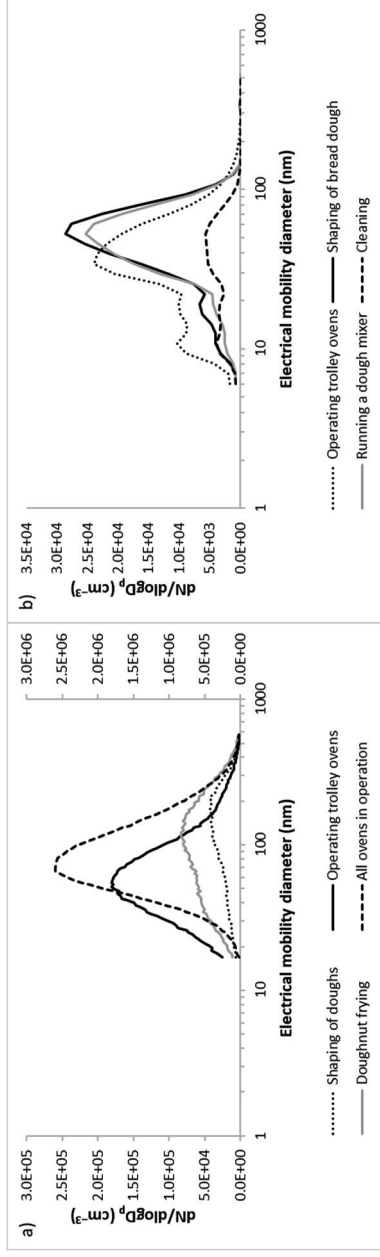 a)
dN/dlogDₚ (cm⁻³)
3.0E+05
2.5E+05
2.0E+05
1.5E+05
1.0E+05
5.0E+04
0.0E+00
3.0E+06
2.5E+06
2.0E+06
1.5E+06
1.0E+06
5.0E+05
0.0E+00
1 10 100 1000
Electrical mobility diameter (nm)
Shaping of doughs Operating trolley ovens
Doughnut frying All ovens in operation
b)
dN/dlogDₚ (cm⁻³)
3.5E+04
3.0E+04
2.5E+04
2.0E+04
1.5E+04
1.0E+04
5.0E+03
0.0E+00
1 10 100 1000
Electrical mobility diameter (nm)
Operating trolley ovens Shaping of bread dough
Running a dough mixer Cleaning